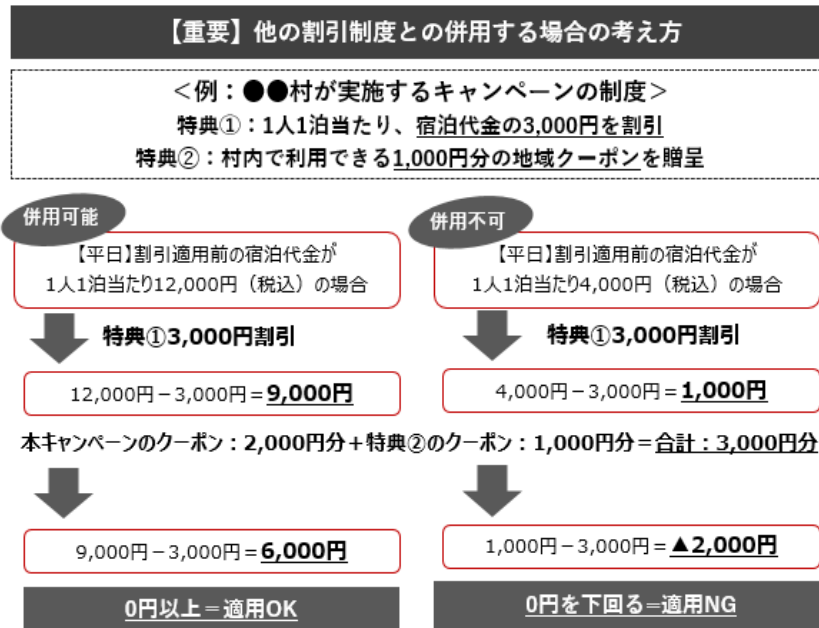 【重要】他の割引制度との併用する場合の考え方
＜例：●●村が実施するキャンペーンの制度＞
特典①：1人1泊当たり、宿泊代金の3,000円を割引
特典②：村内で利用できる1,000円分の地域クーポンを贈呈
併用可能
【平日】割引適用前の宿泊代金が
1人1泊当たり12,000円（税込）の場合
特典①3,000円割引
12,000円－3,000円＝9,000円
併用不可
【平日】割引適用前の宿泊代金が
1人1泊当たり4,000円（税込）の場合
特典①3,000円割引
4,000円－3,000円＝1,000円
本キャンペーンのクーポン：2,000円分＋特典②のクーポン：1,000円分＝合計：3,000円分
9,000円－3,000円＝6,000円
0円以上＝適用OK
1,000円－3,000円＝▲2,000円
0円を下回る＝適用NG